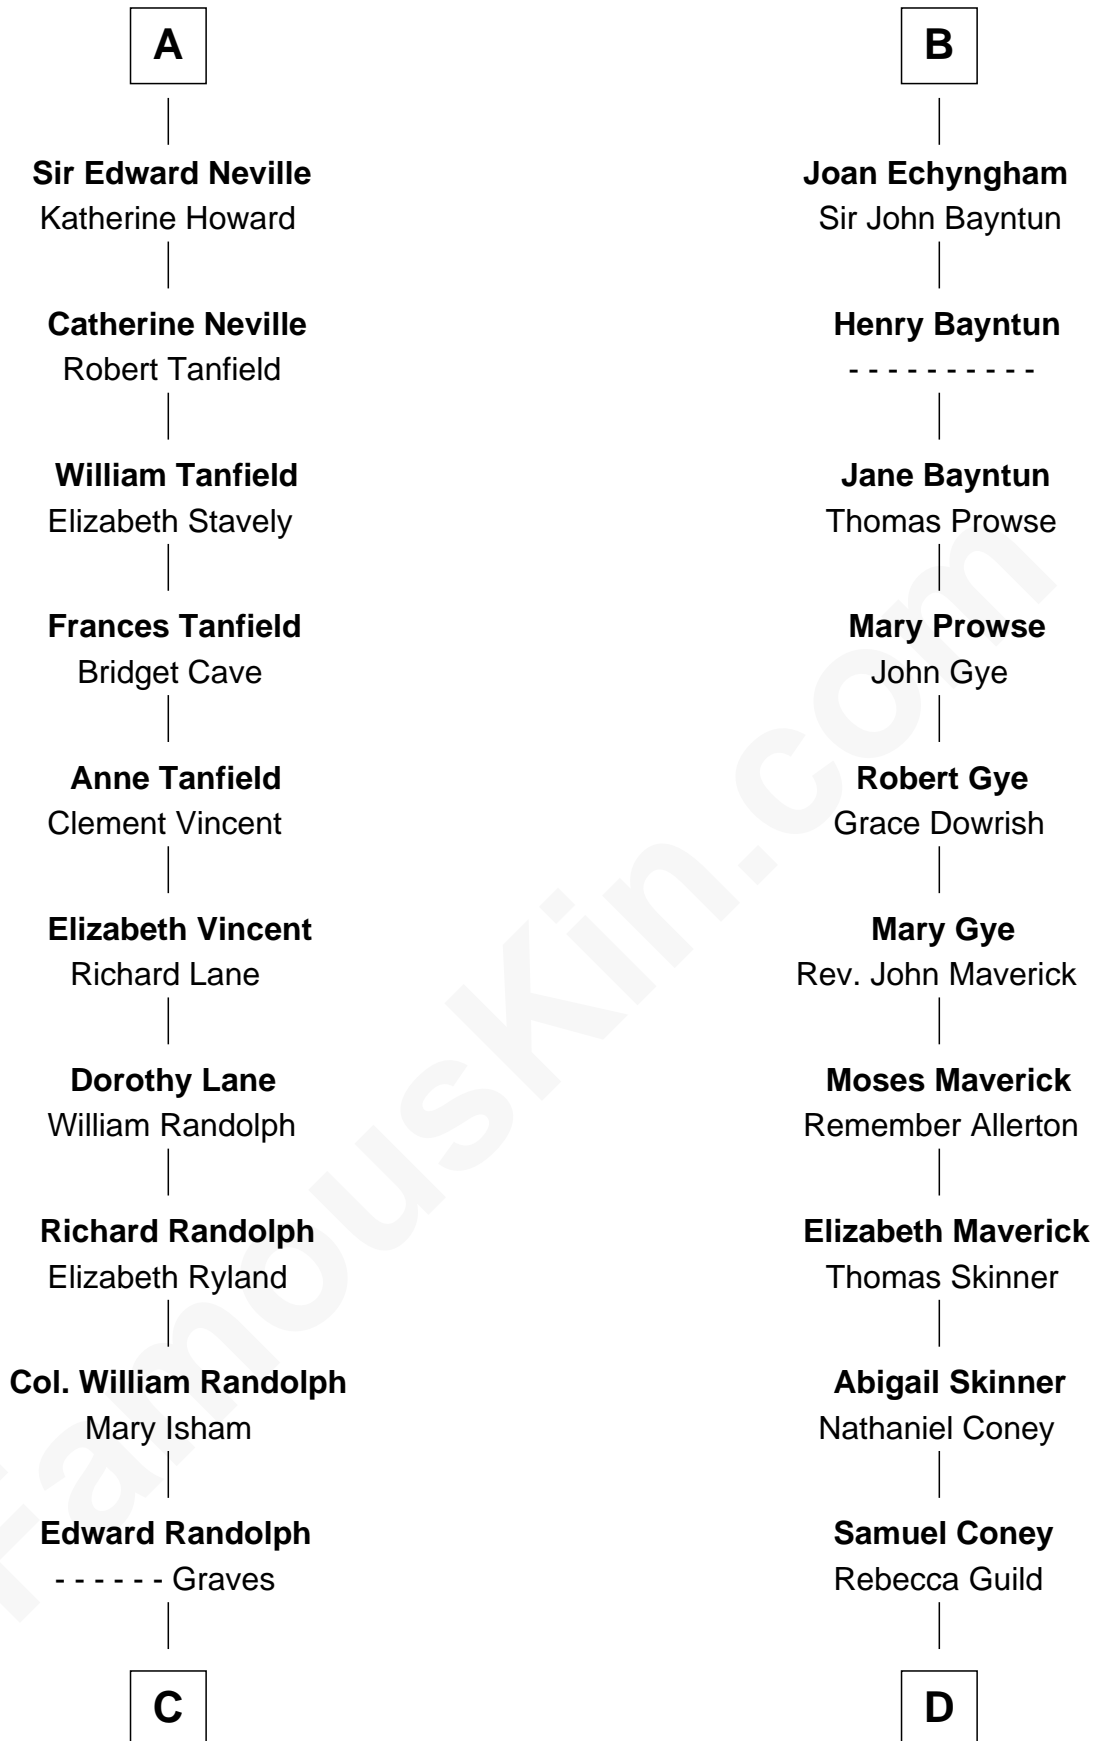 A
Sir Edward Neville
Katherine Howard
Catherine Neville
Robert Tanfield
William Tanfield
Elizabeth Stavely
Frances Tanfield
Bridget Cave
Anne Tanfield
Clement Vincent
Elizabeth Vincent
Richard Lane
Dorothy Lane
William Randolph
Richard Randolph
Elizabeth Ryland
Col. William Randolph
Mary Isham
Edward Randolph
- - - - - - Graves
C
B
Joan Echyngham
Sir John Bayntun
Henry Bayntun
- - - - - - - - - -
Jane Bayntun
Thomas Prowse
Mary Prowse
John Gye
Robert Gye
Grace Dowrish
Mary Gye
Rev. John Maverick
Moses Maverick
Remember Allerton
Elizabeth Maverick
Thomas Skinner
Abigail Skinner
Nathaniel Coney
Samuel Coney
Rebecca Guild
D
FamousKin.com